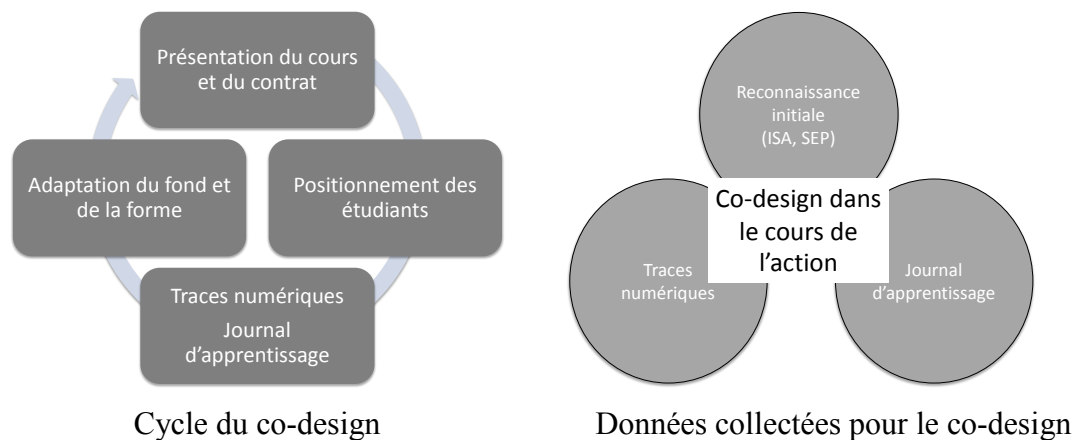 Présentation du cours
et du contrat
Adaptation du fond et
de la forme
Positionnement des
étudiants
Traces numériques
Journal
d'apprentissage
Cycle du co-design
Reconnaissance
initiale
(ISA, SEP)
Co-design dans
le cours de
l'action
Traces
numériques
Journal
d'apprentissage
Données collectées pour le co-design